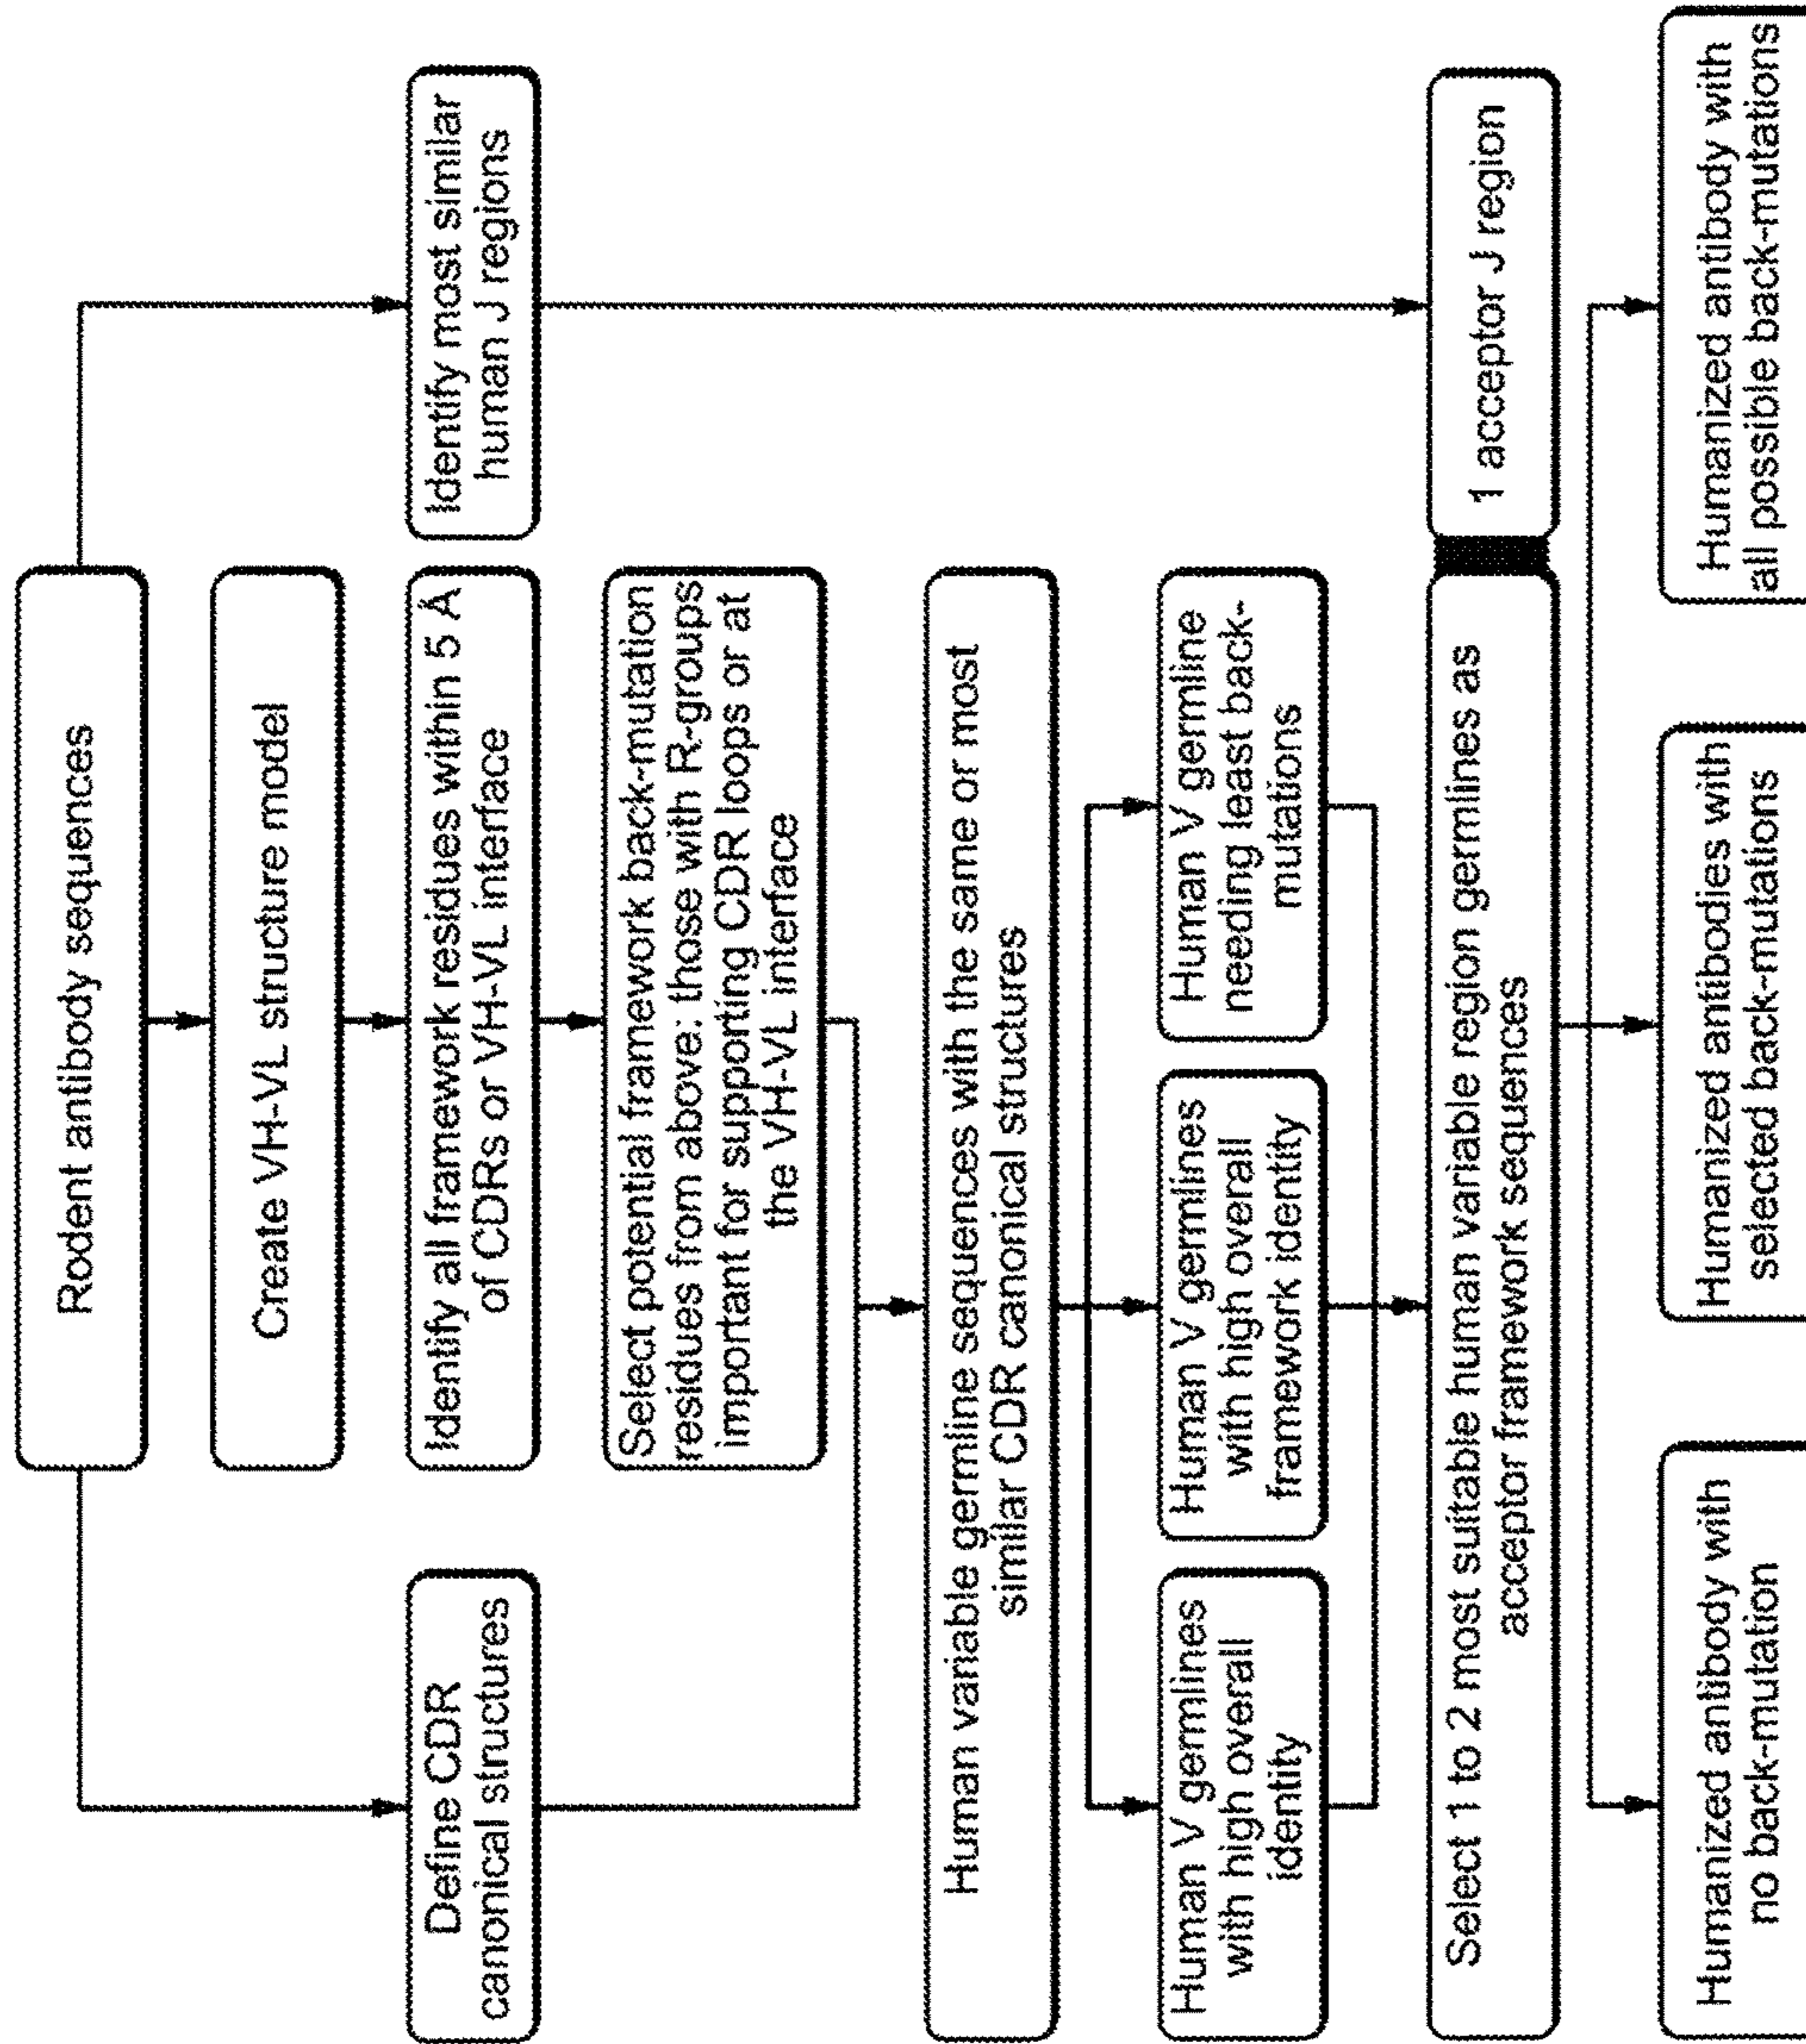 Rodent antibody sequences
Create VH-VL structure model
Define CDR
canonical structures
Identify all framework residues within 5 Å
of CDRs or VH-VL interface
Identify most similar
human J regions
Select potential framework back-mutation
residues from above: those with R-groups
important for supporting CDR loops or at
the VH-VL interface
Human variable germline sequences with the same or most
similar CDR canonical structures
Human V germlines
with high overall
identity
Human V germlines
with high overall
framework identity
Human V germline
needing least back-
mutations
Select 1 to 2 most suitable human variable region germlines as
acceptor framework sequences
1 acceptor J region
Humanized antibody with
no back-mutation
Humanized antibodies with
selected back-mutations
Humanized antibody with
all possible back-mutations